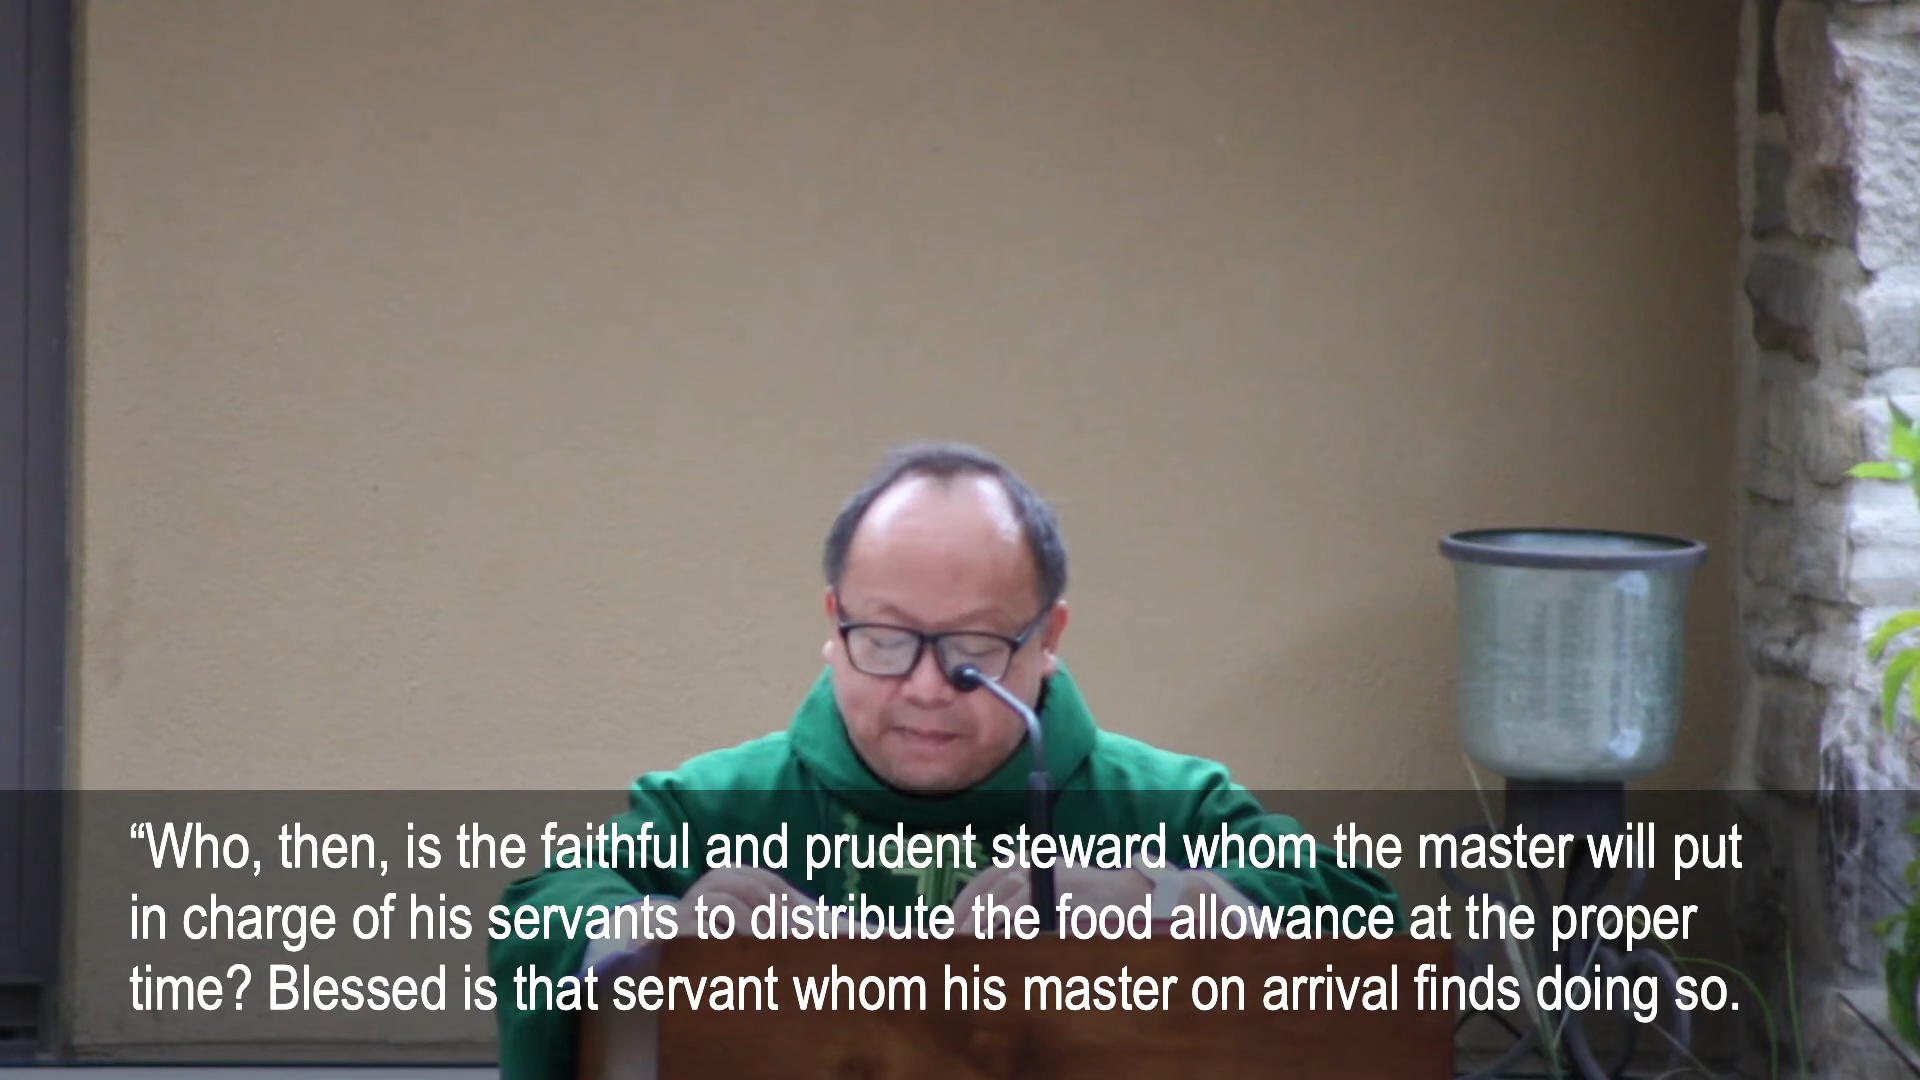 “Who, then, is the faithful and prudent steward whom the master will put
in charge of his servants to distribute the food allowance at the proper
time? Blessed is that servant whom his master on arrival finds doing so.